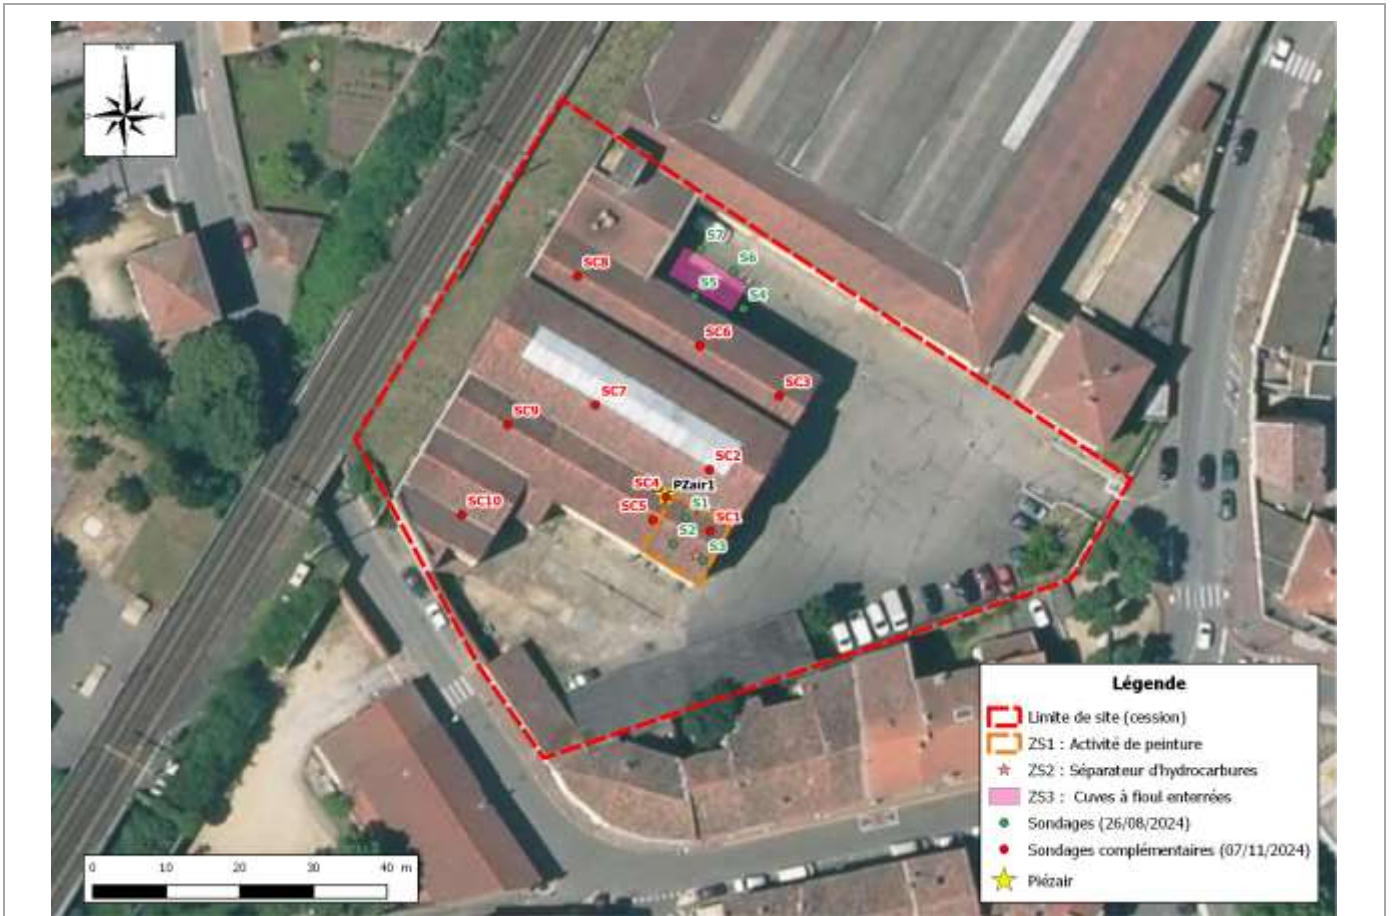 S7
SC8
S6
S5
S4
SC6
SC3
SC7
SC9
SC2
SC4
PZair1
SC10
S1
SC5
SC1
S2
S3
Légende
Limite de site (cession)
ZS1 : Activité de peinture
ZS2 : Séparateur d'hydrocarbures
ZS3 : Cuves à fioul enterrées
Sondages (26/08/2024)
Sondages complémentaires (07/11/2024)
Piézair
0 10 20 30 40 m